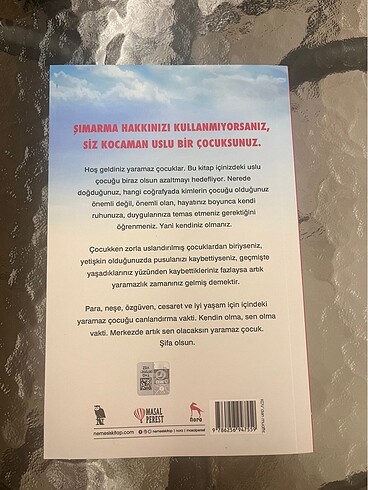 ŞIMARMA HAKKINIZI KULLANMIYORSANIZ,
SİZ KOCAMAN USLU BİR ÇOCUKSUNUZ.
Hoş geldiniz yaramaz çocuklar. Bu kitap içinizdeki uslu
çocuğu biraz olsun azaltmayı hedefliyor. Nerede
doğduğunuz, hangi coğrafyada kimlerin çocuğu olduğunuz
önemli değil, önemli olan, hayatınız boyunca kendi
ruhunuza, duygularınıza temas etmeniz gerektiğini
öğrenmeniz. Yani kendiniz olmanız.
Çocukken zorla uslandırılmış çocuklardan biriyseniz,
yetişkin olduğunuzda pusulanızı kaybettiyseniz, geçmişte
yaşadıklarınız yüzünden kaybettikleriniz fazlaysa artık
yaramazlık zamanınız gelmiş demektir.
Para, neşe, özgüven, cesaret ve iyi yaşam için içindeki
yaramaz çocuğu canlandırma vakti. Kendin olma, sen olma
vakti. Merkezde artık sen olacaksın yaramaz çocuk.
Şifa olsun.
MASAL
PEREST
nora
nemesiskitap.com